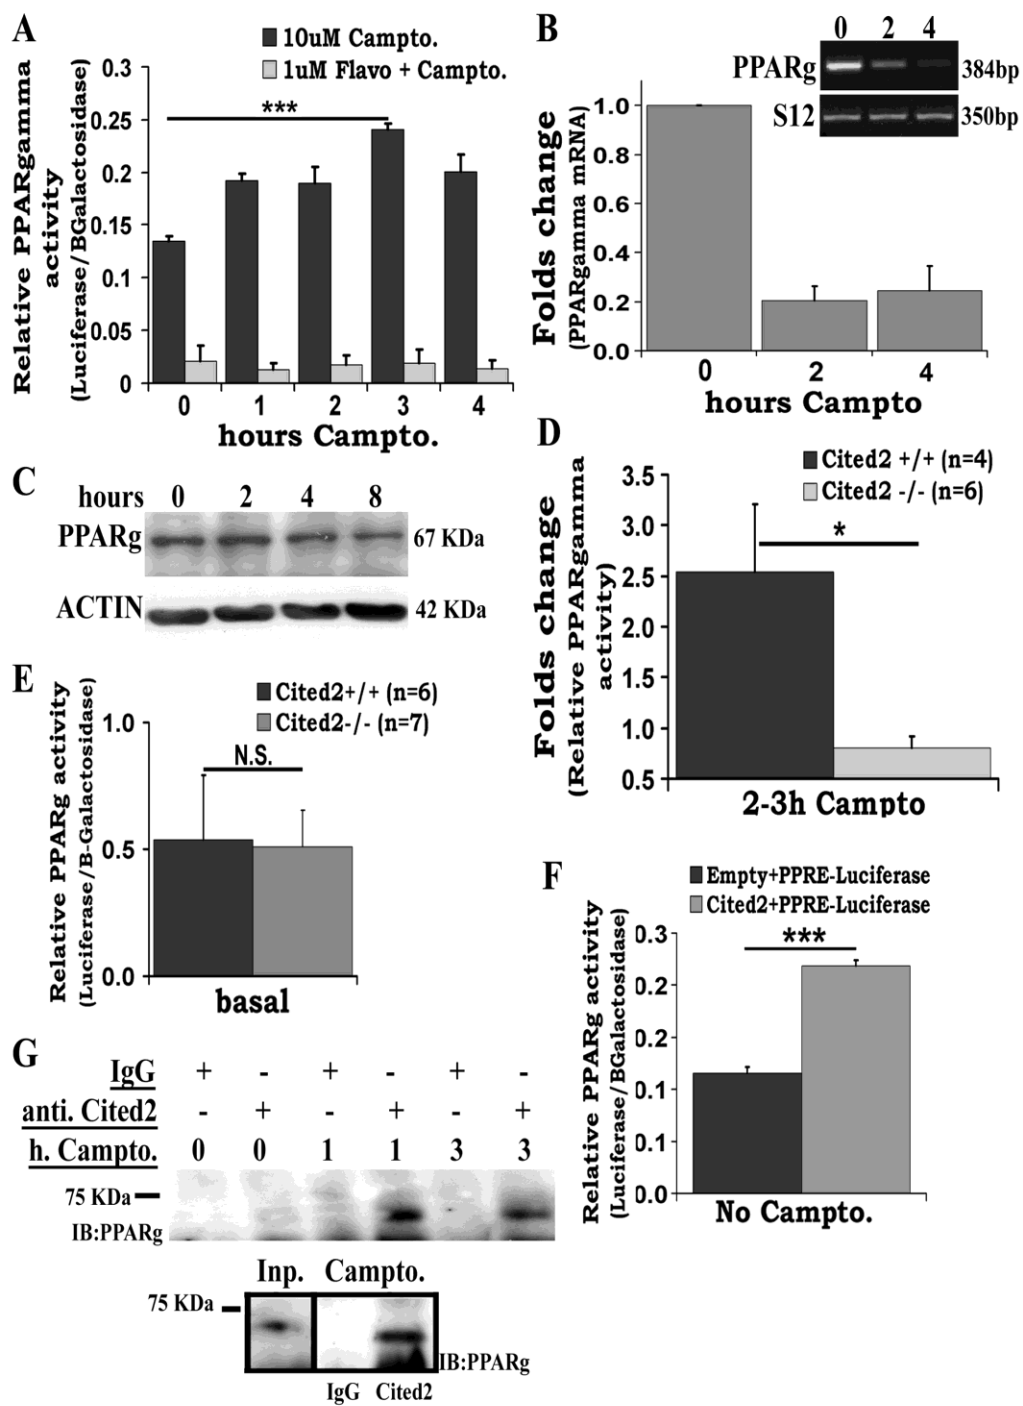 A
10uM Campto.
1uM Flavo + Campto.
Relative PPARgamma
activity
(Luciferase/BGalactosidase)
0.3
0.25
0.2
0.15
0.1
0.05
0
***
0 1 2 3 4
hours Campto.
B
0 2 4
PPARg 384bp
S12 350bp
Folds change
(PPARgamma mRNA)
1.0
0.8
0.6
0.4
0.2
0.0
0 2 4
hours Campto
C
hours 0 2 4 8
PPARg 67 KDa
ACTIN 42 KDa
D
Cited2 +/+ (n=4)
Cited2 -/- (n=6)
Folds change
(Relative PPARgamma
activity)
3.5
3.0
2.5
2.0
1.5
1.0
0.5
*
2-3h Campto
E
Cited2+/+ (n=6)
Cited2-/- (n=7)
Relative PPARg activity
(Luciferase/B-Galactosidase)
1.0
0.5
0.0
N.S.
basal
F
Empty+PPRE-Luciferase
Cited2+PPRE-Luciferase
Relative PPARg activity
(Luciferase/BGalactosidase)
0.3
0.2
0.2
0.1
0.1
0.0
***
No Campto.
G
IgG + - + - + -
anti. Cited2 - + - + - +
h. Campto. 0 0 1 1 3 3
75 KDa
IB:PPARg
Inp. Campto.
75 KDa
IB:PPARg
IgG Cited2